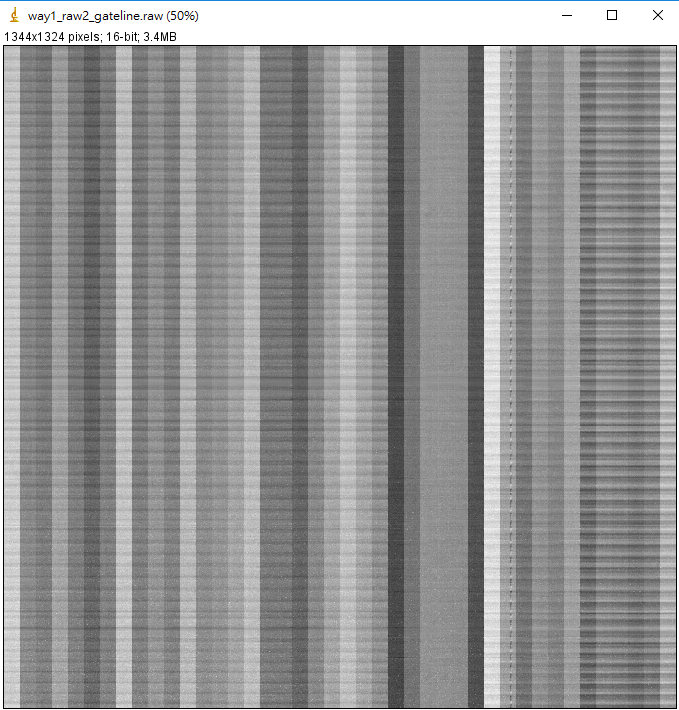 way1_raw2_gateline.raw (50%)
1344x1324 pixels; 16-bit; 3.4MB